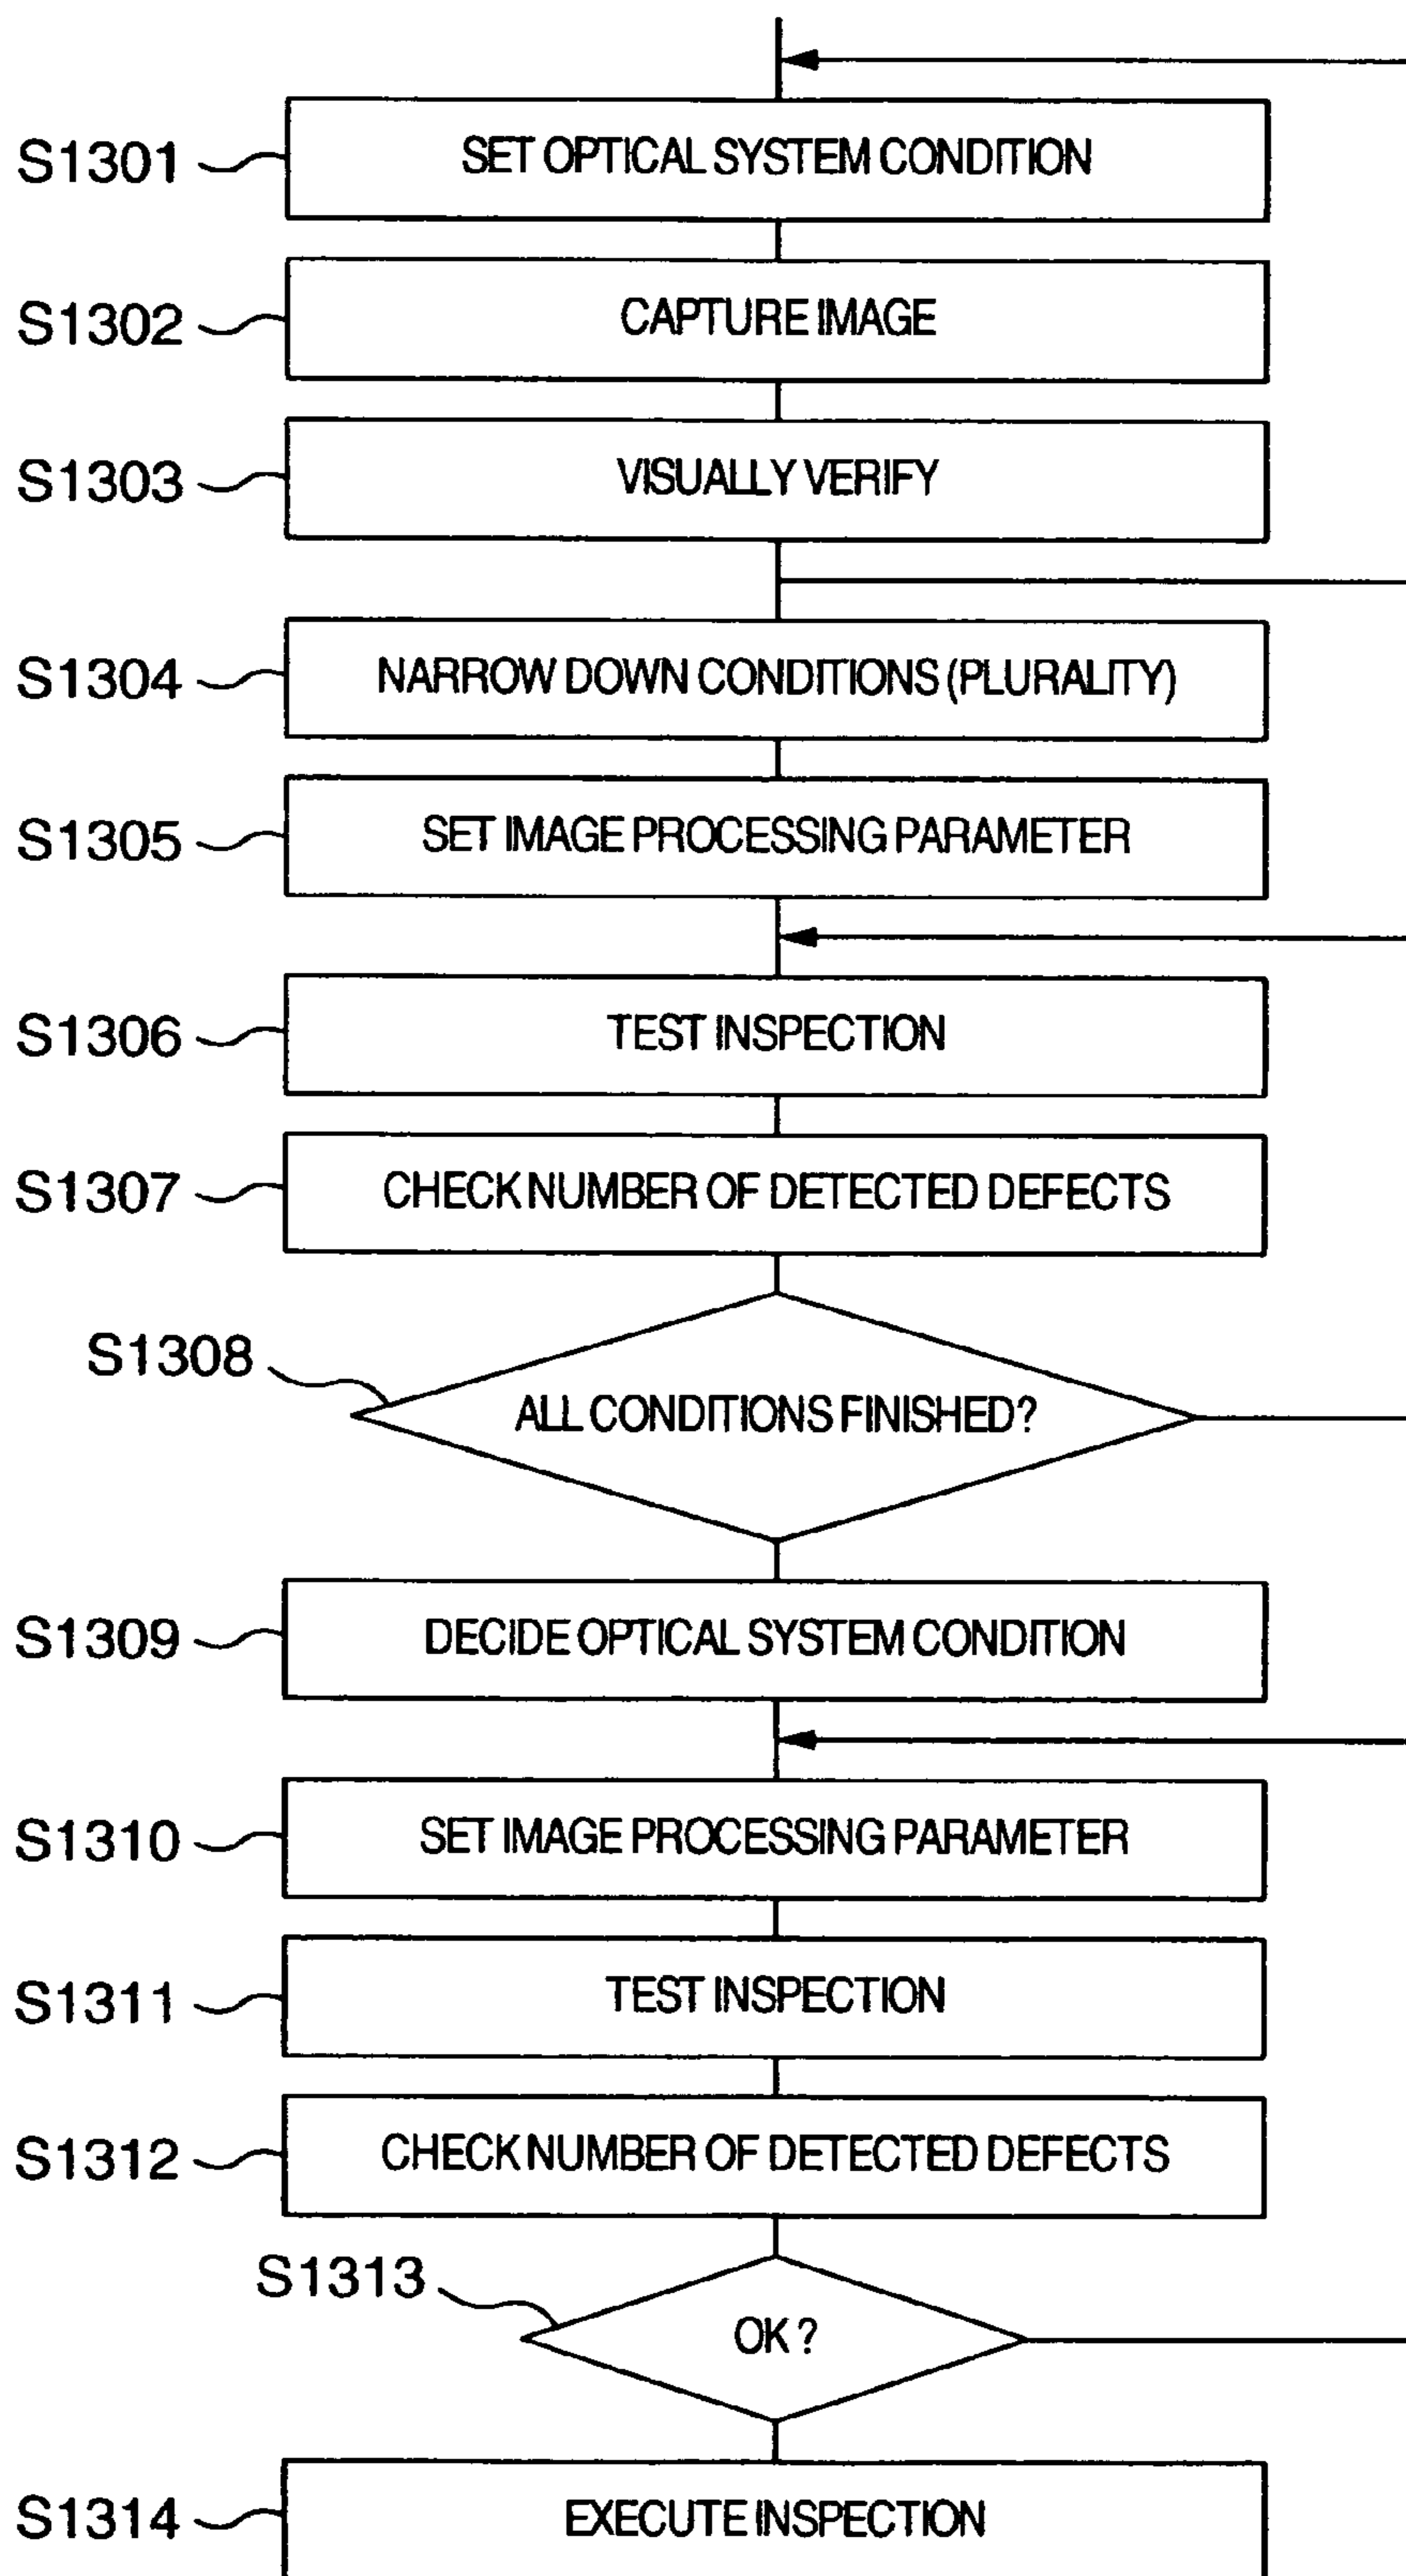 S1301 SET OPTICAL SYSTEM CONDITION
S1302 CAPTURE IMAGE
S1303 VISUALLY VERIFY
S1304 NARROW DOWN CONDITIONS (PLURALITY)
S1305 SET IMAGE PROCESSING PARAMETER
S1306 TEST INSPECTION
S1307 CHECK NUMBER OF DETECTED DEFECTS
S1308 ALL CONDITIONS FINISHED?
S1309 DECIDE OPTICAL SYSTEM CONDITION
S1310 SET IMAGE PROCESSING PARAMETER
S1311 TEST INSPECTION
S1312 CHECK NUMBER OF DETECTED DEFECTS
S1313 OK?
S1314 EXECUTE INSPECTION